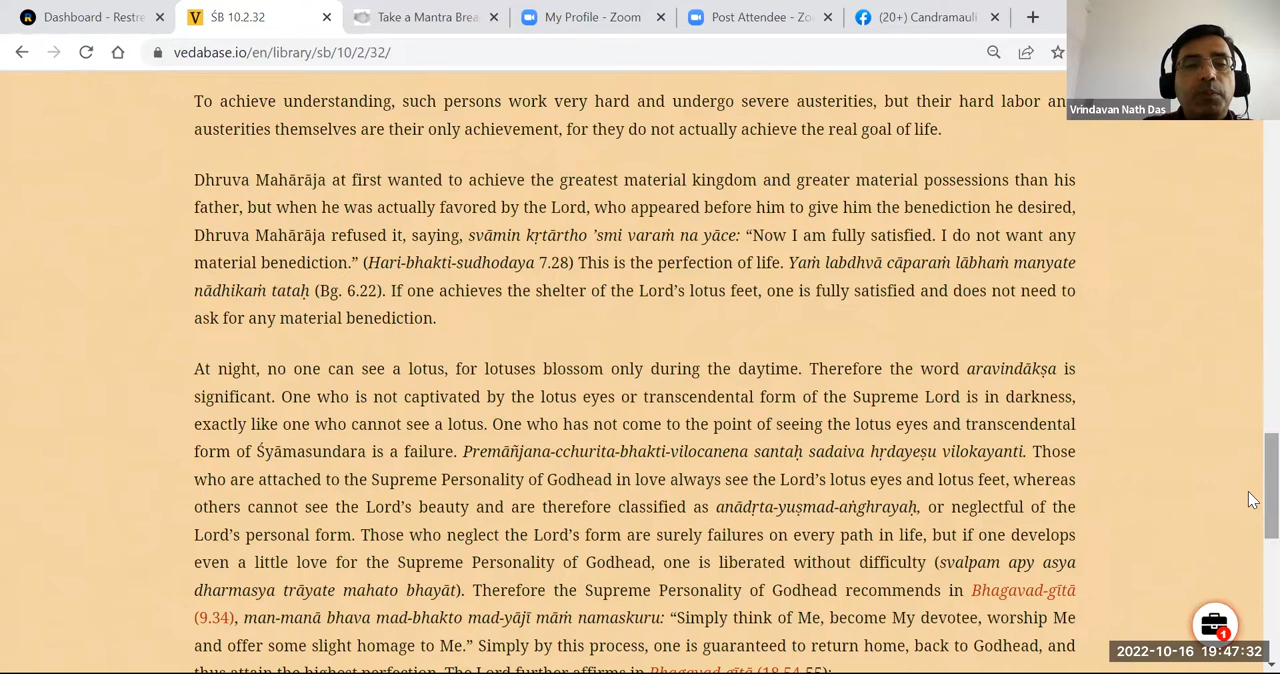 Dashboard - Restre
ŚB 10.2.32
Take a Mantra Brea
My Profile - Zoom
Post Attendee - Zo
(20+) Candramauli
vedabase.io/en/library/sb/10/2/32/
Vrindavan Nath Das
To achieve understanding, such persons work very hard and undergo severe austerities, but their hard labor an
austerities themselves are their only achievement, for they do not actually achieve the real goal of life.
Dhruva Mahārāja at first wanted to achieve the greatest material kingdom and greater material possessions than his
father, but when he was actually favored by the Lord, who appeared before him to give him the benediction he desired,
Dhruva Mahārāja refused it, saying, svāmin kṛtārtho ’smi varaṁ na yāce: “Now I am fully satisfied. I do not want any
material benediction.” (Hari-bhakti-sudhodaya 7.28) This is the perfection of life. Yaṁ labdhvā cāparaṁ lābhaṁ manyate
nādhikaṁ tataḥ (Bg. 6.22). If one achieves the shelter of the Lord’s lotus feet, one is fully satisfied and does not need to
ask for any material benediction.
At night, no one can see a lotus, for lotuses blossom only during the daytime. Therefore the word aravindākṣa is
significant. One who is not captivated by the lotus eyes or transcendental form of the Supreme Lord is in darkness,
exactly like one who cannot see a lotus. One who has not come to the point of seeing the lotus eyes and transcendental
form of Śyāmasundara is a failure. Premāñjana-cchurita-bhakti-vilocanena santaḥ sadaiva hṛdayeṣu vilokayanti. Those
who are attached to the Supreme Personality of Godhead in love always see the Lord’s lotus eyes and lotus feet, whereas
others cannot see the Lord’s beauty and are therefore classified as anādṛta-yuṣmad-aṅghrayaḥ, or neglectful of the
Lord’s personal form. Those who neglect the Lord’s form are surely failures on every path in life, but if one develops
even a little love for the Supreme Personality of Godhead, one is liberated without difficulty (svalpam apy asya
dharmasya trāyate mahato bhayāt). Therefore the Supreme Personality of Godhead recommends in Bhagavad-gītā
(9.34), man-manā bhava mad-bhakto mad-yājī māṁ namaskuru: “Simply think of Me, become My devotee, worship Me
and offer some slight homage to Me.” Simply by this process, one is guaranteed to return home, back to Godhead, and
thus attain the highest perfection. The Lord further affirms in Bhagavad-gītā (18.54-55):
1
2022-10-16 19:47:32